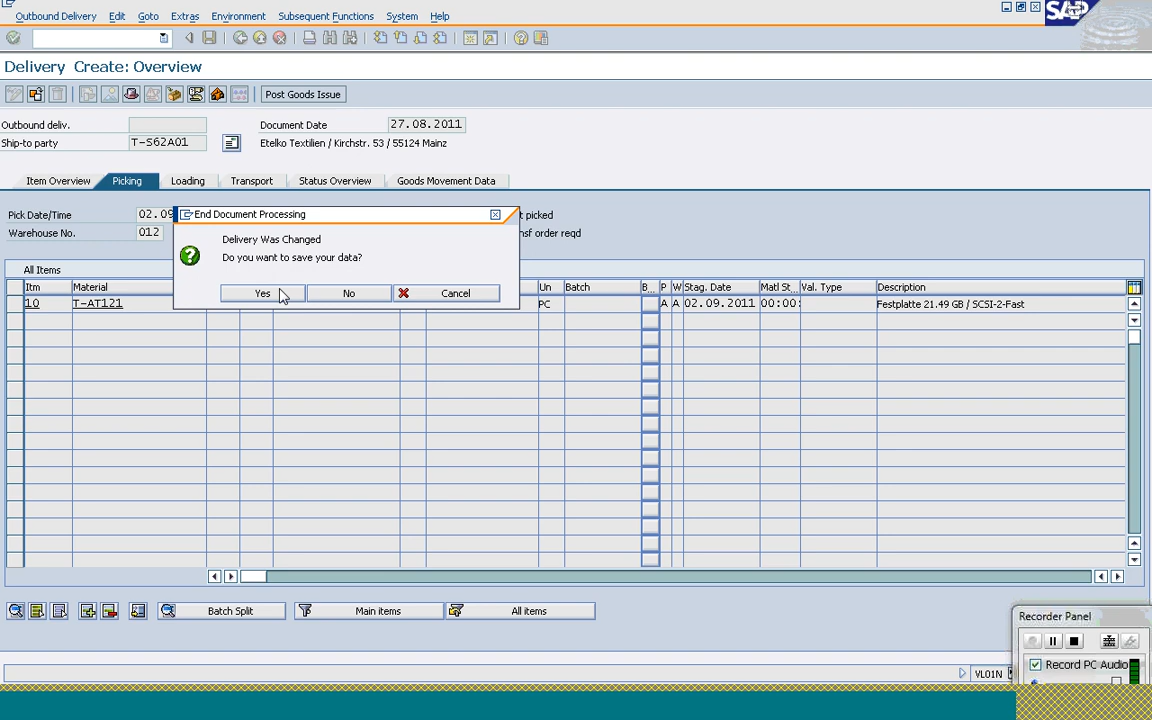 Outbound Delivery Edit Goto Extras Environment Subsequent Functions System Help
SAP
Delivery Create: Overview
Post Goods Issue
Outbound deliv. Document Date 27.08.2011
Ship-to party T-S62A01 Etelko Textilien / Kirchstr. 53 / 55124 Mainz
Item Overview Picking Loading Transport Status Overview Goods Movement Data
Pick Date/Time 02.09 End Document Processing t picked
Warehouse No. 012 nsf order reqd
Delivery Was Changed
Do you want to save your data?
Yes No Cancel
All Items
Itm Material Un Batch B.. P W Stag. Date Matl St.. Val. Type Description
10 T-AT121 PC A A 02.09.2011 00:00: Festplatte 21.49 GB / SCSI-2-Fast
Batch Split Main items All items
Recorder Panel
Record PC Audio
VL01N